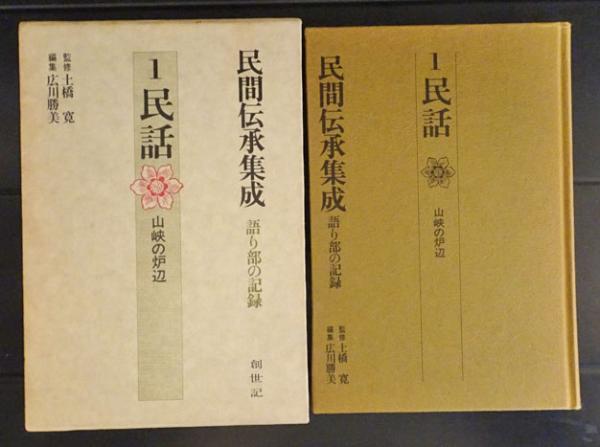 民間伝承集成
語り部の記録
創世記
1 民話
山峡の炉辺
監修 土橋 寛
編集 広川勝美
1 民話
山峡の炉辺
民間伝承集成
語り部の記録
監修 土橋 寛
編集 広川勝美